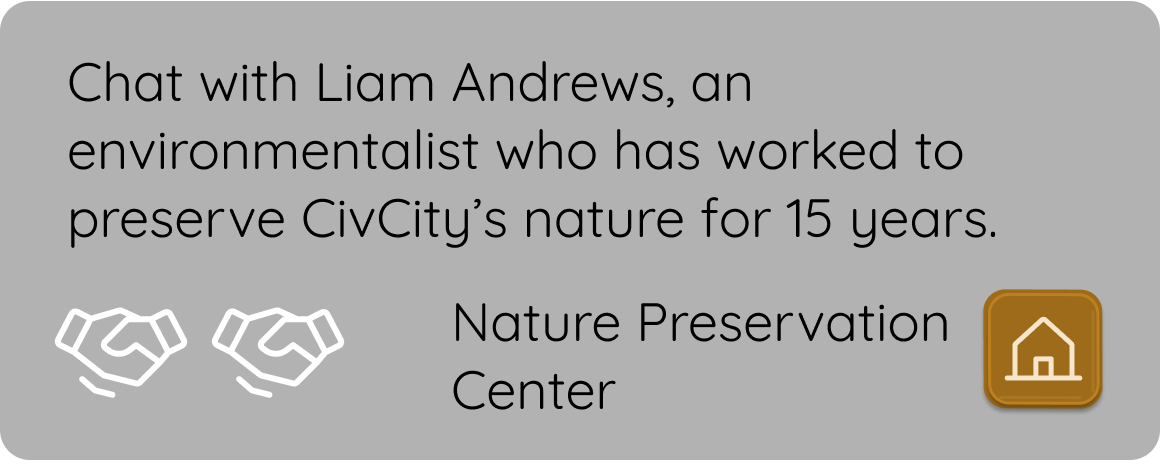 Chat with Liam Andrews, an
environmentalist who has worked to
preserve CivCity’s nature for 15 years.
Nature Preservation
Center